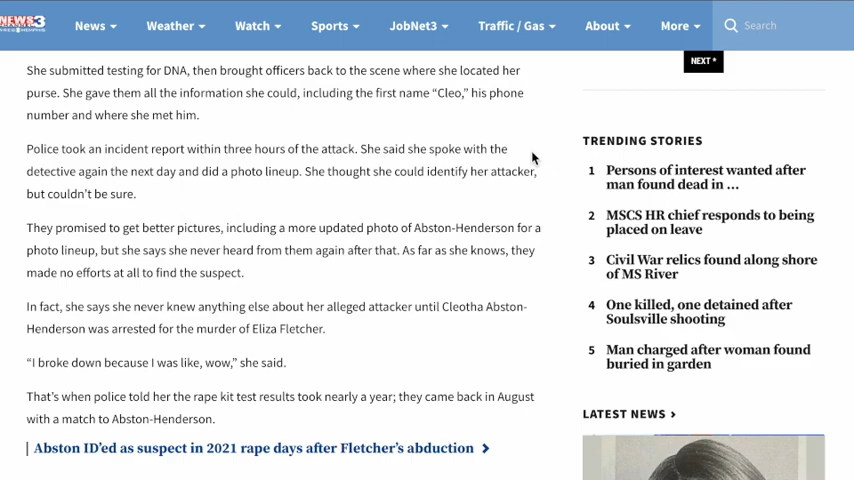 NEWS 3
WREG MEMPHIS
News
Weather
Watch
Sports
JobNet3
Traffic / Gas
About
More
Search
NEXT *
She submitted testing for DNA, then brought officers back to the scene where she located her
purse. She gave them all the information she could, including the first name “Cleo,” his phone
number and where she met him.
Police took an incident report within three hours of the attack. She said she spoke with the
detective again the next day and did a photo lineup. She thought she could identify her attacker,
but couldn’t be sure.
They promised to get better pictures, including a more updated photo of Abston-Henderson for a
photo lineup, but she says she never heard from them again after that. As far as she knows, they
made no efforts at all to find the suspect.
In fact, she says she never knew anything else about her alleged attacker until Cleotha Abston-
Henderson was arrested for the murder of Eliza Fletcher.
“I broke down because I was like, wow,” she said.
That’s when police told her the rape kit test results took nearly a year; they came back in August
with a match to Abston-Henderson.
Abston ID’ed as suspect in 2021 rape days after Fletcher’s abduction
TRENDING STORIES
1 Persons of interest wanted after
man found dead in …
2 MSCS HR chief responds to being
placed on leave
3 Civil War relics found along shore
of MS River
4 One killed, one detained after
Soulsville shooting
5 Man charged after woman found
buried in garden
LATEST NEWS